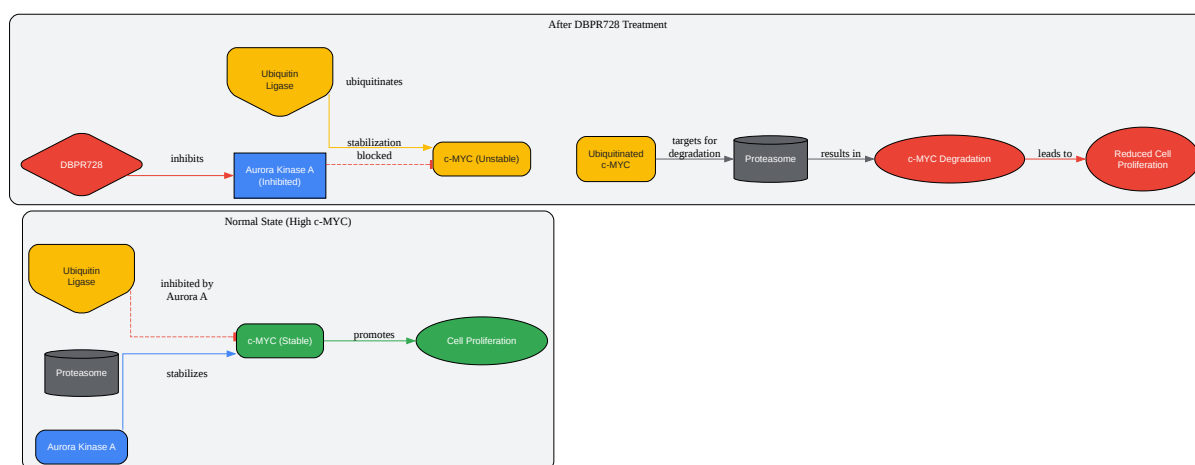 After DBPR728 Treatment
Ubiquitin
Ligase
ubiquitinates
DBPR728
inhibits
Aurora Kinase A
(Inhibited)
stabilization
blocked
c-MYC (Unstable)
Ubiquitinated
c-MYC
targets for
degradation
Proteasome
results in
c-MYC Degradation
leads to
Reduced Cell
Proliferation
Normal State (High c-MYC)
Ubiquitin
Ligase
inhibited by
Aurora A
c-MYC (Stable)
promotes
Cell Proliferation
Proteasome
stabilizes
Aurora Kinase A